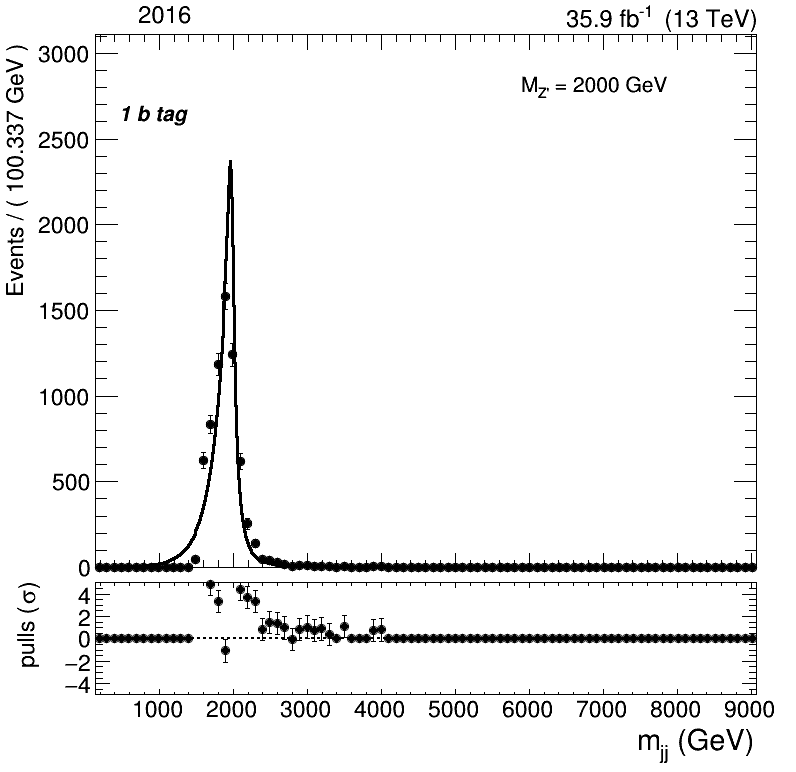 2016
35.9 fb-1 (13 TeV)
Events / ( 100.337 GeV )
3000
2500
2000
1500
1000
500
0
1 b tag
MZ' = 2000 GeV
pulls (σ)
4
2
0
−2
−4
1000 2000 3000 4000 5000 6000 7000 8000 9000
mjj (GeV)